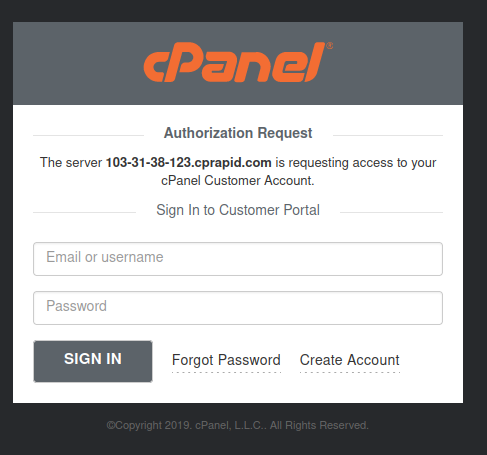 cPanel®
Authorization Request
The server 103-31-38-123.cprapid.com is requesting access to your
cPanel Customer Account.
Sign In to Customer Portal
Email or username
Password
SIGN IN Forgot Password Create Account
©Copyright 2019. cPanel, L.L.C.. All Rights Reserved.